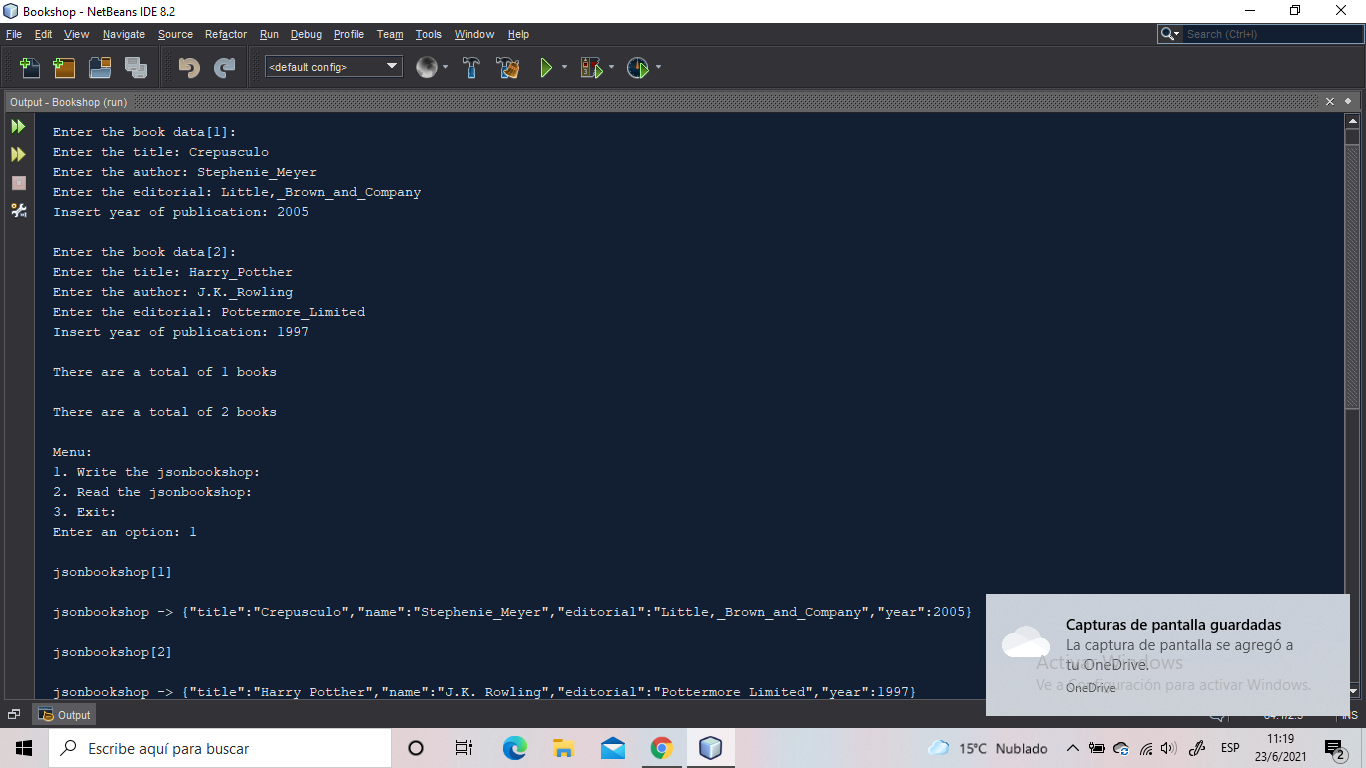 Bookshop - NetBeans IDE 8.2
File Edit View Navigate Source Refactor Run Debug Profile Team Tools Window Help
Search (Ctrl+I)
<default config>
Output - Bookshop (run)
Enter the book data[1]:
Enter the title: Crepusculo
Enter the author: Stephenie_Meyer
Enter the editorial: Little,_Brown_and_Company
Insert year of publication: 2005
Enter the book data[2]:
Enter the title: Harry_Potther
Enter the author: J.K._Rowling
Enter the editorial: Pottermore_Limited
Insert year of publication: 1997
There are a total of 1 books
There are a total of 2 books
Menu:
1. Write the jsonbookshop:
2. Read the jsonbookshop:
3. Exit:
Enter an option: 1
jsonbookshop[1]
jsonbookshop -> {"title":"Crepusculo","name":"Stephenie_Meyer","editorial":"Little,_Brown_and_Company","year":2005}
jsonbookshop[2]
jsonbookshop -> {"title":"Harry Potther","name":"J.K. Rowling","editorial":"Pottermore Limited","year":1997}
Capturas de pantalla guardadas
La captura de pantalla se agregó a
tu OneDrive.
OneDrive
Activar Windows
Ve a Configuración para activar Windows.
Output
INS
Escribe aquí para buscar
15°C Nublado
ESP
11:19
23/6/2021
2